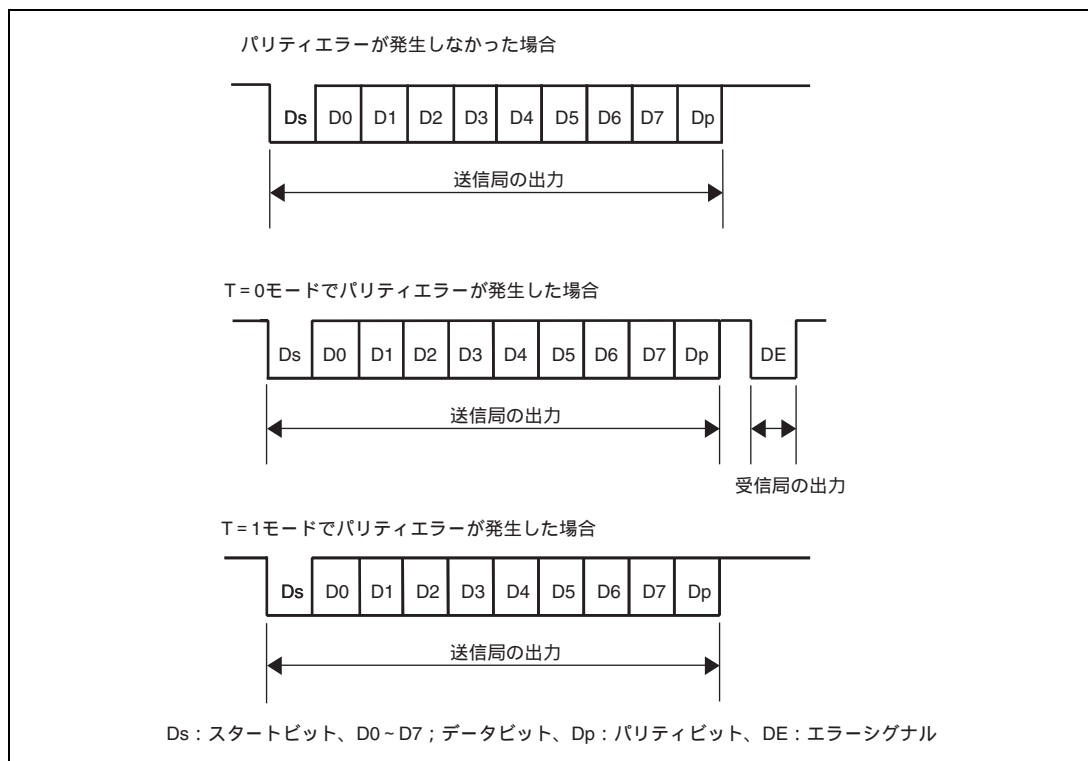 パリティエラーが発生しなかった場合
Ds D0 D1 D2 D3 D4 D5 D6 D7 Dp
送信局の出力
T=0モードでパリティエラーが発生した場合
Ds D0 D1 D2 D3 D4 D5 D6 D7 Dp DE
送信局の出力
受信局の出力
T=1モードでパリティエラーが発生した場合
Ds D0 D1 D2 D3 D4 D5 D6 D7 Dp
送信局の出力
Ds:スタートビット、D0~D7;データビット、Dp:パリティビット、DE:エラーシグナル